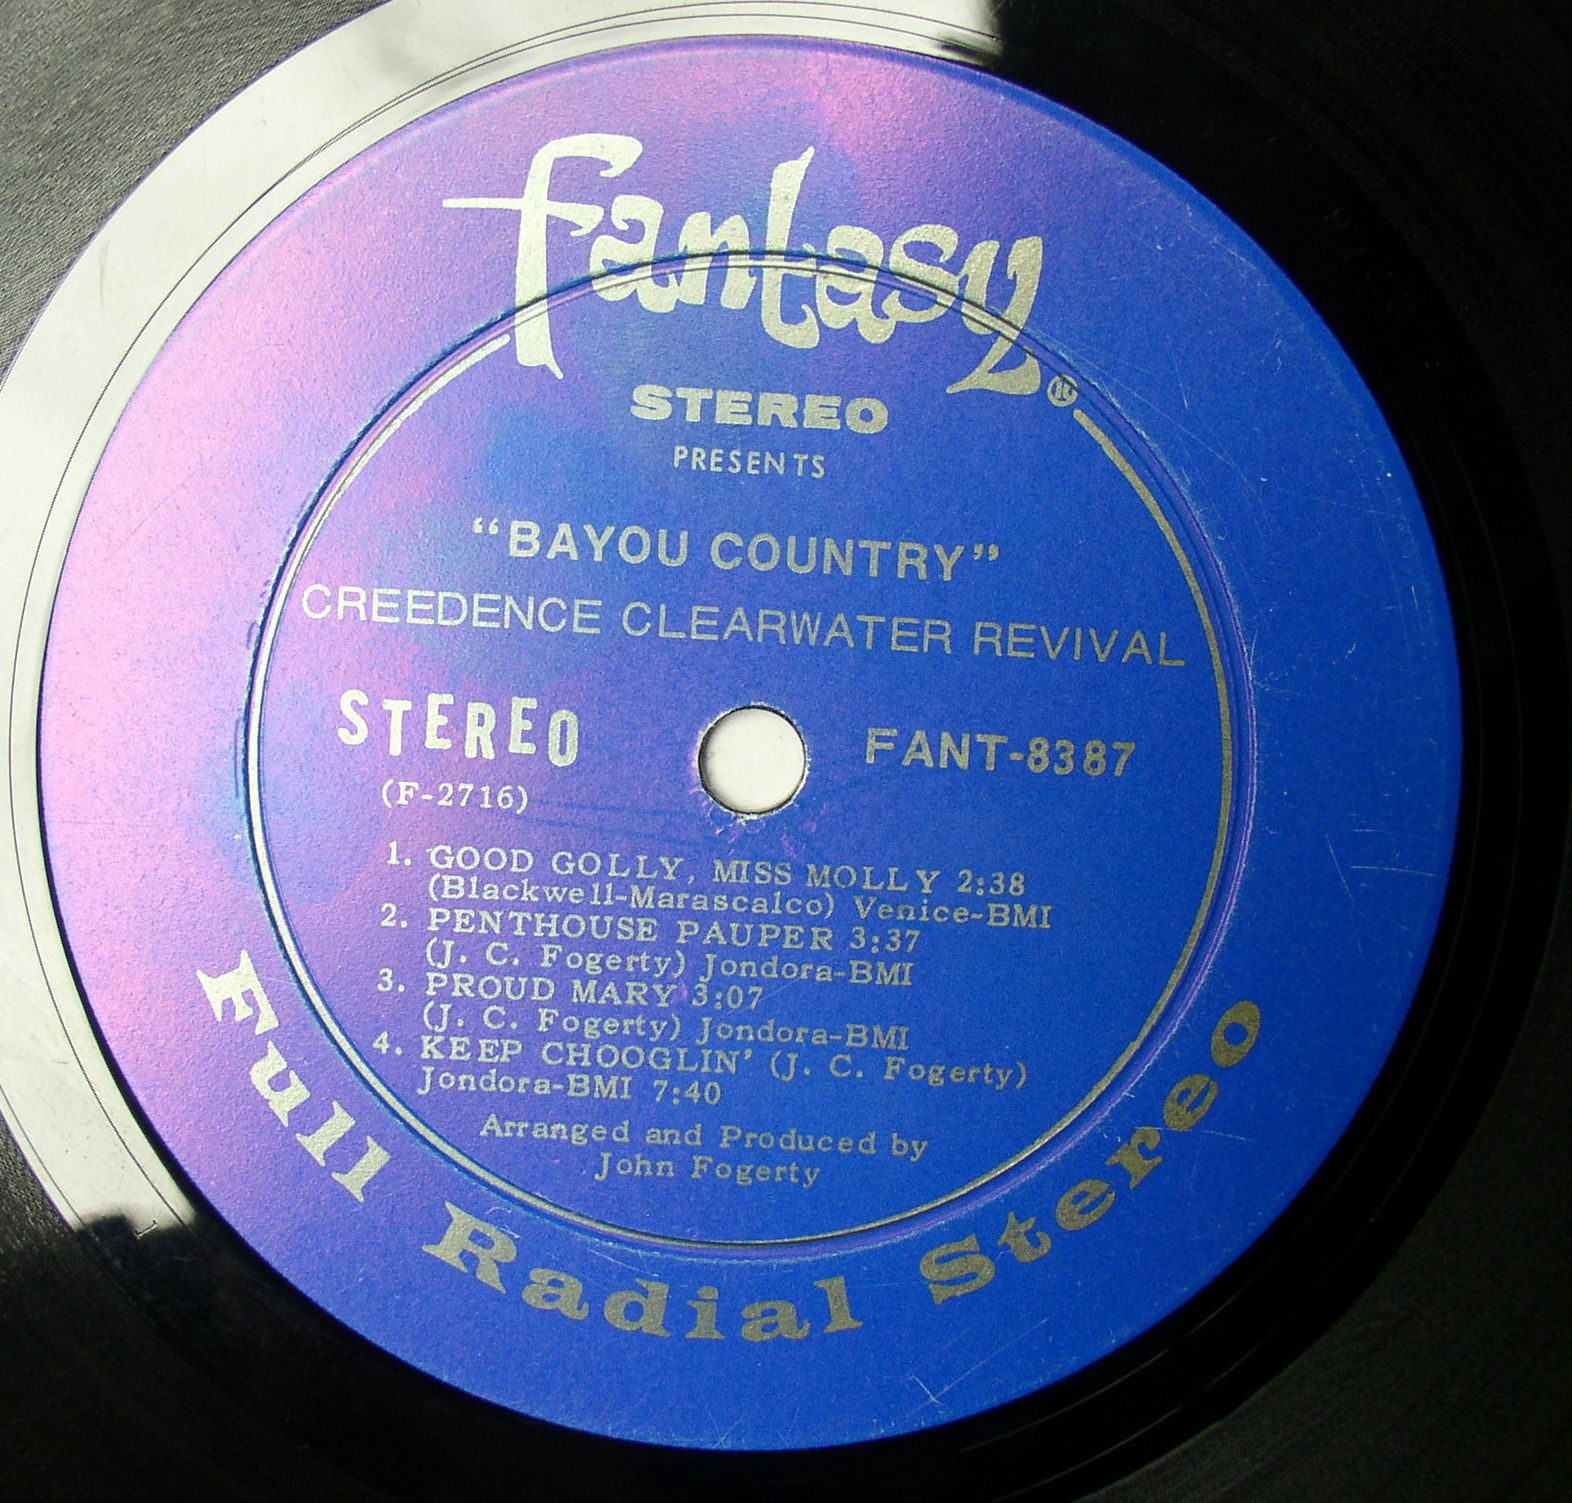 fantasy®
STEREO
PRESENTS
"BAYOU COUNTRY"
CREEDENCE CLEARWATER REVIVAL
STEREO
FANT-8387
(F-2716)
1. GOOD GOLLY, MISS MOLLY 2:38
(Blackwell-Marascalco) Venice-BMI
2. PENTHOUSE PAUPER 3:37
(J. C. Fogerty) Jondora-BMI
3. PROUD MARY 3:07
(J. C. Fogerty) Jondora-BMI
4. KEEP CHOOGLIN' (J. C. Fogerty)
Jondora-BMI 7:40
Arranged and Produced by
John Fogerty
Full Radial Stereo